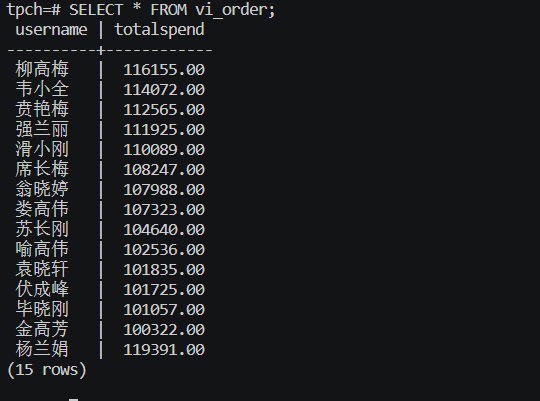 tpch=# SELECT * FROM vi_order;
 username | totalspend
----------+------------
 柳高梅   |  116155.00
 韦小全   |  114072.00
 贲艳梅   |  112565.00
 强兰丽   |  111925.00
 滑小刚   |  110089.00
 席长梅   |  108247.00
 翁晓婷   |  107988.00
 娄高伟   |  107323.00
 苏长刚   |  104640.00
 喻高伟   |  102536.00
 袁晓轩   |  101835.00
 伏成峰   |  101725.00
 毕晓刚   |  101057.00
 金高芳   |  100322.00
 杨兰娟   |  119391.00
(15 rows)